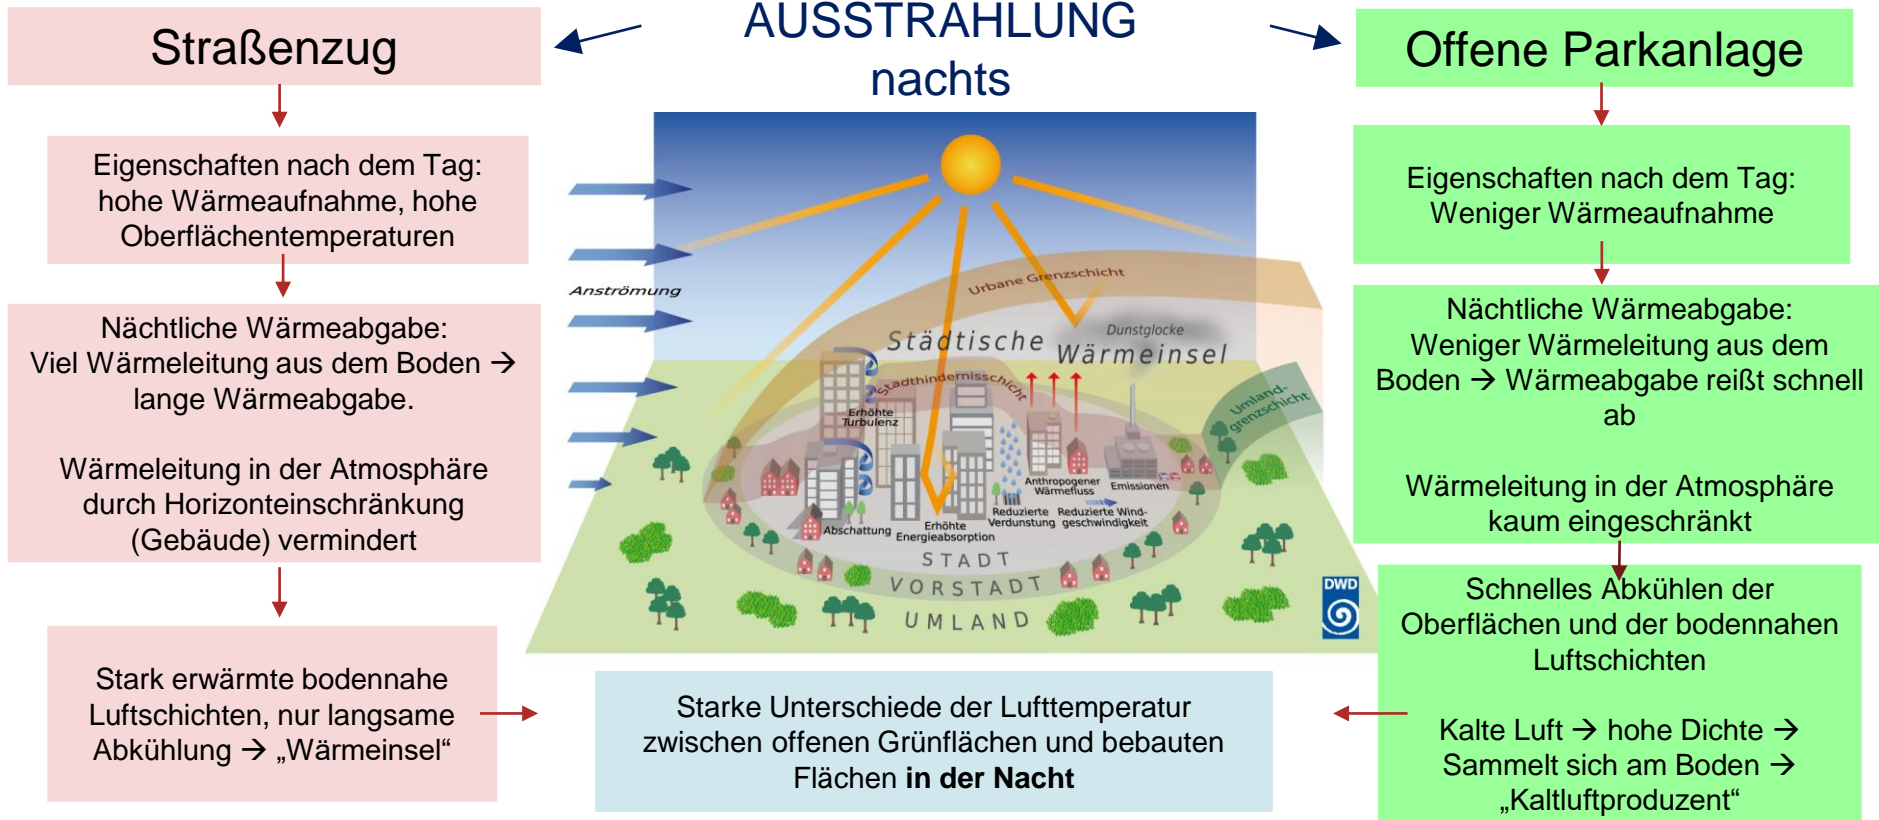 AUSSTRAHLUNG
nachts
Straßenzug
Eigenschaften nach dem Tag:
hohe Wärmeaufnahme, hohe
Oberflächentemperaturen
Nächtliche Wärmeabgabe:
Viel Wärmeleitung aus dem Boden →
lange Wärmeabgabe.
Wärmeleitung in der Atmosphäre
durch Horizonteinschränkung
(Gebäude) vermindert
Stark erwärmte bodennahe
Luftschichten, nur langsame
Abkühlung → „Wärmeinsel“
Anströmung
Urbane Grenzschicht
Dunstglocke
Städtische
Wärmeinsel
Stadthindernisschicht
Umland-
grenzschicht
Erhöhte
Turbulenz
Abschattung
Erhöhte
Energieabsorption
Reduzierte
Verdunstung
Anthropogener
Wärmefluss
Reduzierte Wind-
geschwindigkeit
Emissionen
STADT
VORSTADT
UMLAND
DWD
Starke Unterschiede der Lufttemperatur
zwischen offenen Grünflächen und bebauten
Flächen in der Nacht
Offene Parkanlage
Eigenschaften nach dem Tag:
Weniger Wärmeaufnahme
Nächtliche Wärmeabgabe:
Weniger Wärmeleitung aus dem
Boden → Wärmeabgabe reißt schnell
ab
Wärmeleitung in der Atmosphäre
kaum eingeschränkt
Schnelles Abkühlen der
Oberflächen und der bodennahen
Luftschichten
Kalte Luft → hohe Dichte →
Sammelt sich am Boden →
„Kaltluftproduzent“